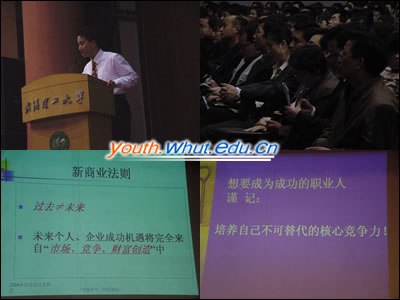 武汉理工大学
youth.Whut.edu.cn
新商业法则
过去≠未来
未来个人、企业成功机遇将完全来
自“市场、竞争、财富创造”中
想要成为成功的职业人
谨 记：
培养自己不可替代的核心竞争力！